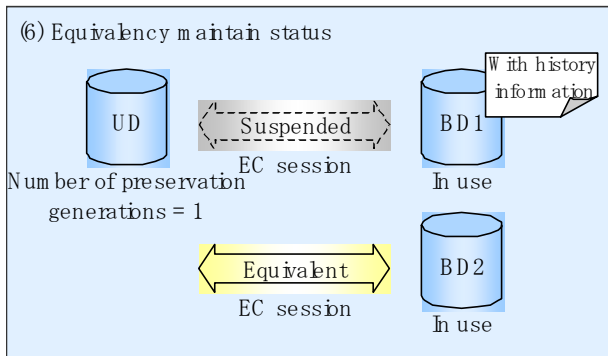 (6) Equivalency maintain status
With history
information
UD
Suspended
BD1
EC session
Number of preservation
generations = 1
In use
Equivalent
BD2
EC session
In use